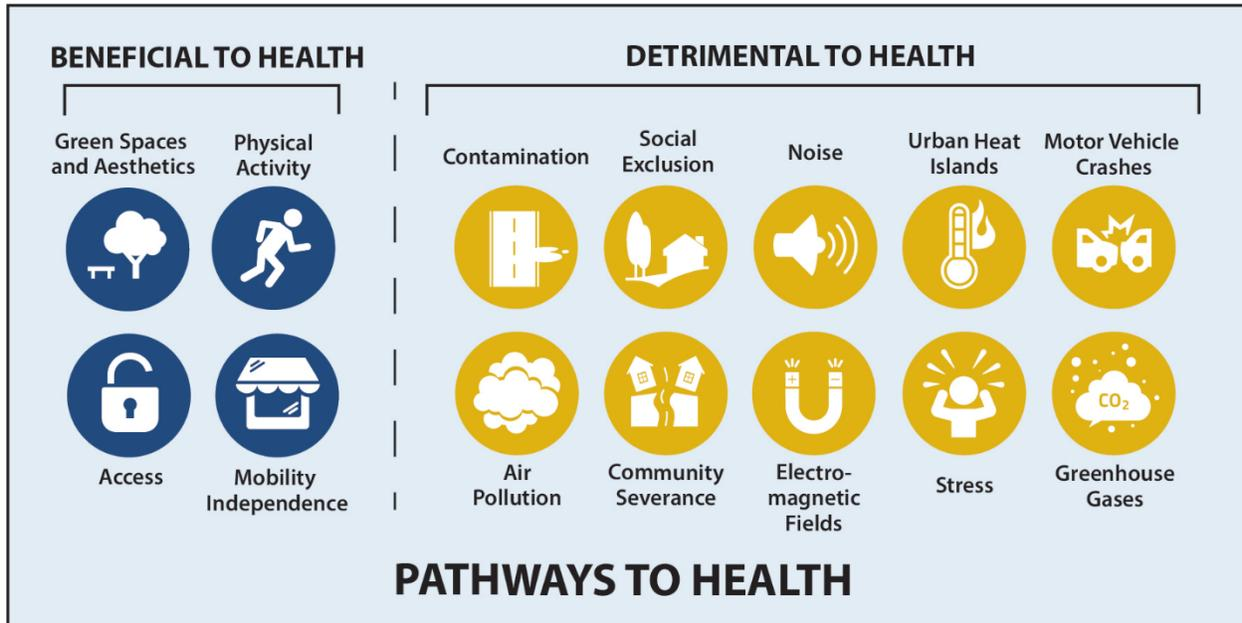 BENEFICIAL TO HEALTH
Green Spaces
and Aesthetics
Physical
Activity
Access
Mobility
Independence
DETRIMENTAL TO HEALTH
Contamination
Social
Exclusion
Noise
Urban Heat
Islands
Motor Vehicle
Crashes
Air
Pollution
Community
Severance
+
−
Electro-
magnetic
Fields
Stress
CO₂
Greenhouse
Gases
PATHWAYS TO HEALTH